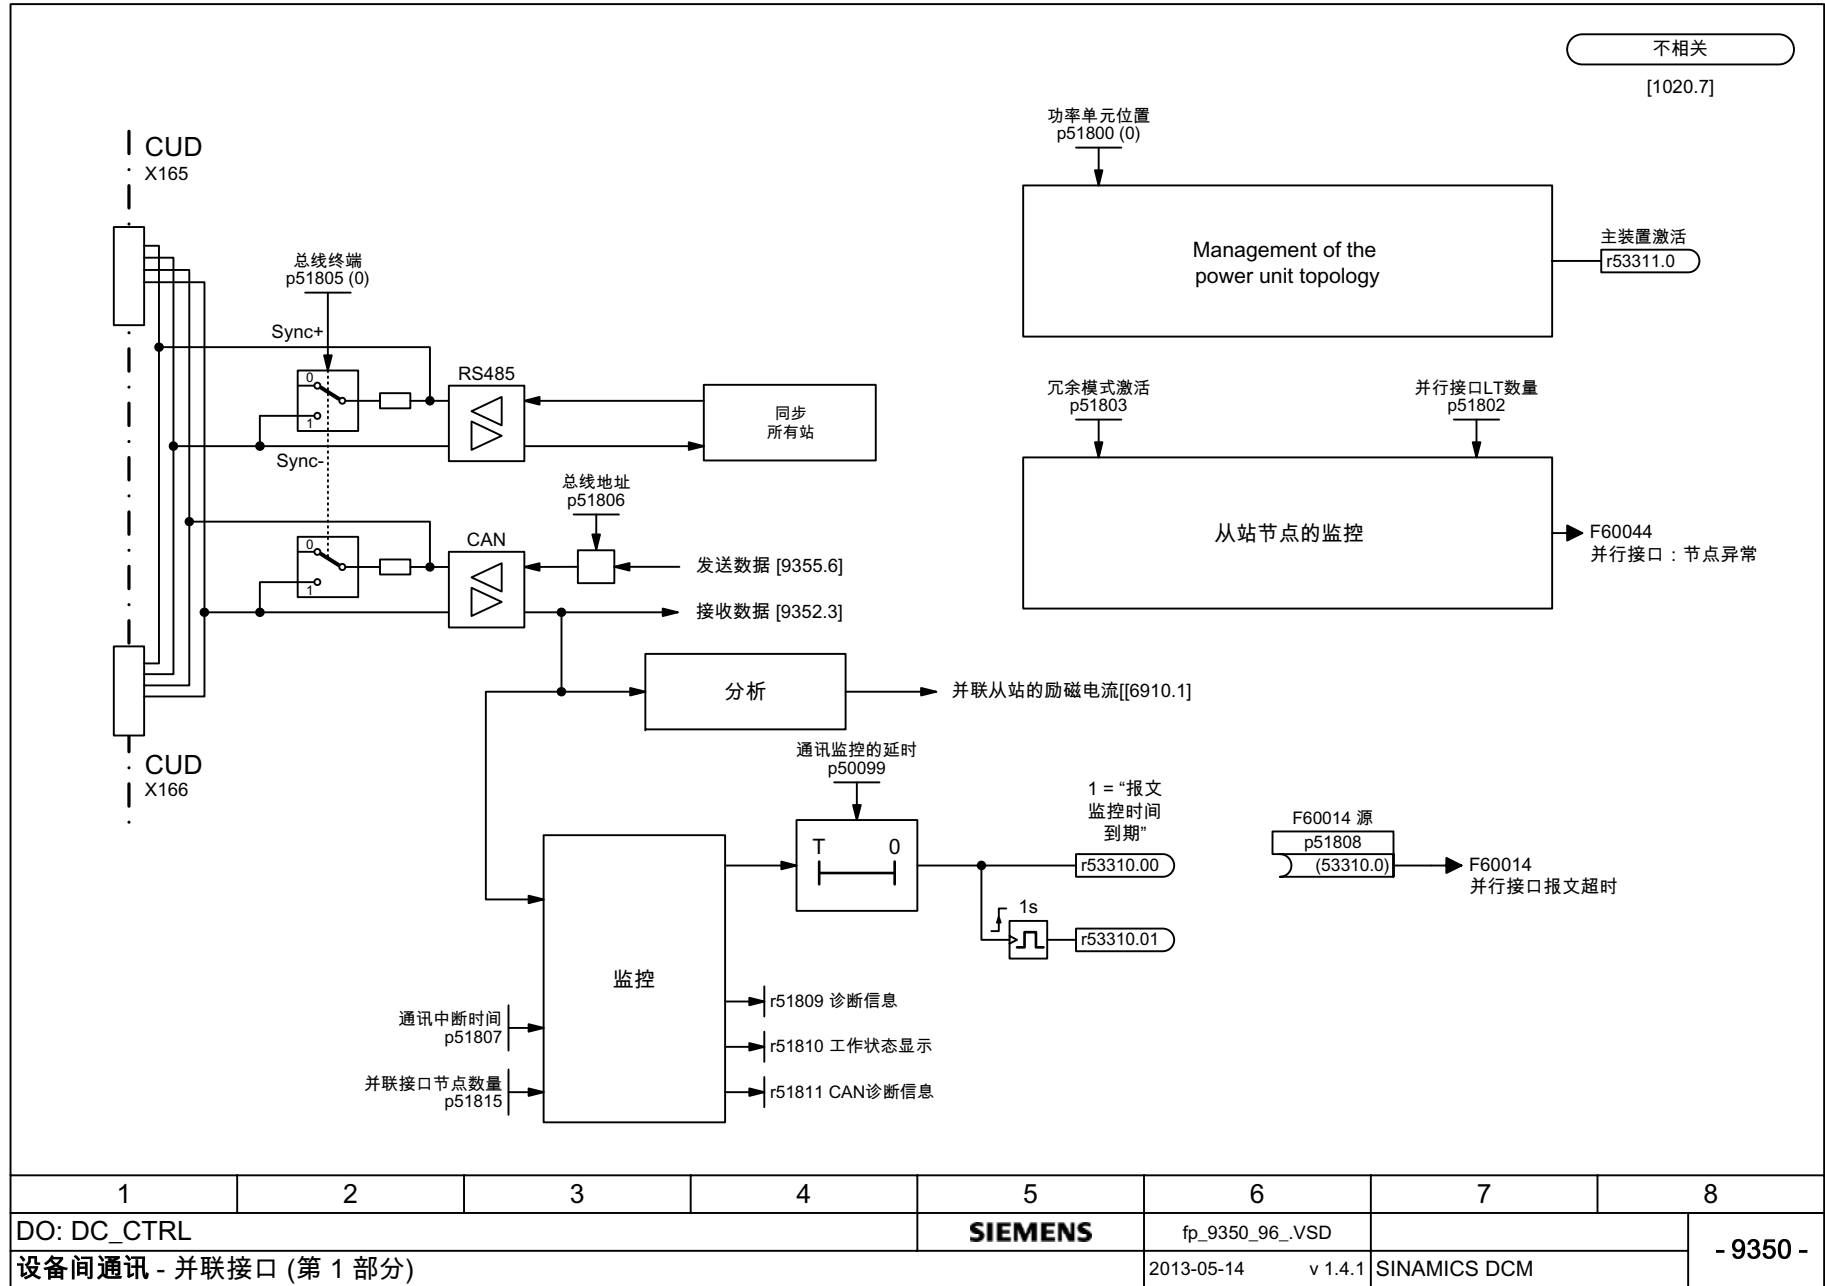 不相关
[1020.7]
功率单元位置
p51800 (0)
CUD
X165
Management of the
power unit topology
主装置激活
r53311.0
总线终端
p51805 (0)
Sync+
0
1
RS485
同步
所有站
Sync-
冗余模式激活
p51803
并行接口LT数量
p51802
从站节点的监控
F60044
并行接口：节点异常
总线地址
p51806
0
1
CAN
发送数据 [9355.6]
接收数据 [9352.3]
分析
并联从站的励磁电流[[6910.1]
CUD
X166
通讯监控的延时
p50099
T 0
1 = “报文
监控时间
到期”
r53310.00
1s
r53310.01
F60014 源
p51808
(53310.0)
F60014
并行接口报文超时
监控
通讯中断时间
p51807
并联接口节点数量
p51815
r51809 诊断信息
r51810 工作状态显示
r51811 CAN诊断信息
1 2 3 4 5 6 7 8
DO: DC_CTRL
SIEMENS
fp_9350_96_.VSD
- 9350 -
设备间通讯 - 并联接口 (第 1 部分)
2013-05-14 v 1.4.1
SINAMICS DCM